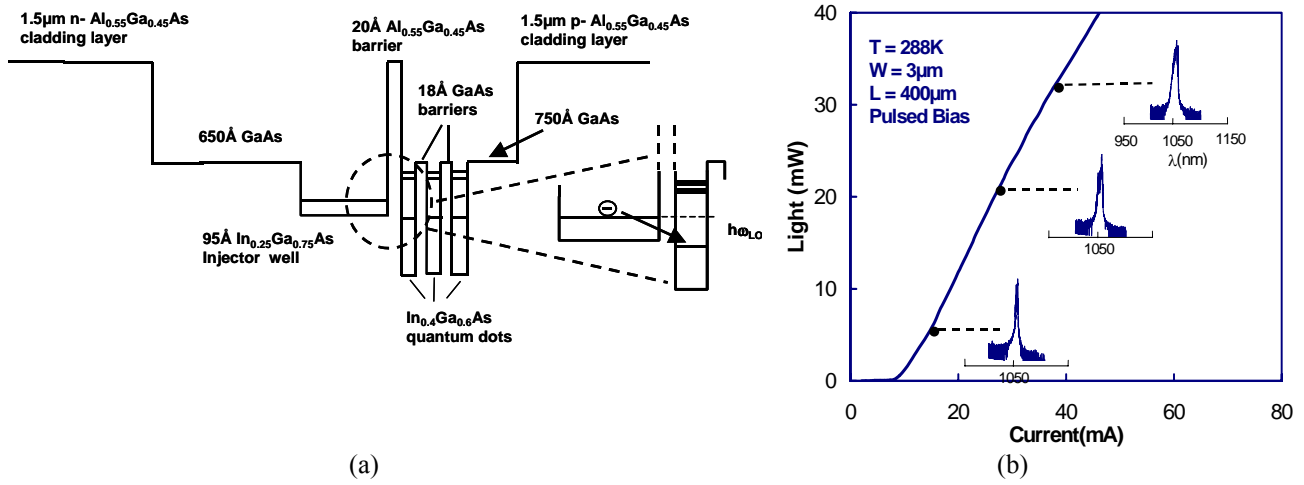 1.5μm n- Al0.55Ga0.45As
cladding layer
20Å Al0.55Ga0.45As
barrier
1.5μm p- Al0.55Ga0.45As
cladding layer
18Å GaAs
barriers
650Å GaAs
750Å GaAs
95Å In0.25Ga0.75As
Injector well
hωLO
In0.4Ga0.6As
quantum dots
(a)
Light (mW)
40
30
20
10
0
T = 288K
W = 3μm
L = 400μm
Pulsed Bias
950 1050 1150
λ(nm)
1050
1050
0 20 40 60 80
Current(mA)
(b)